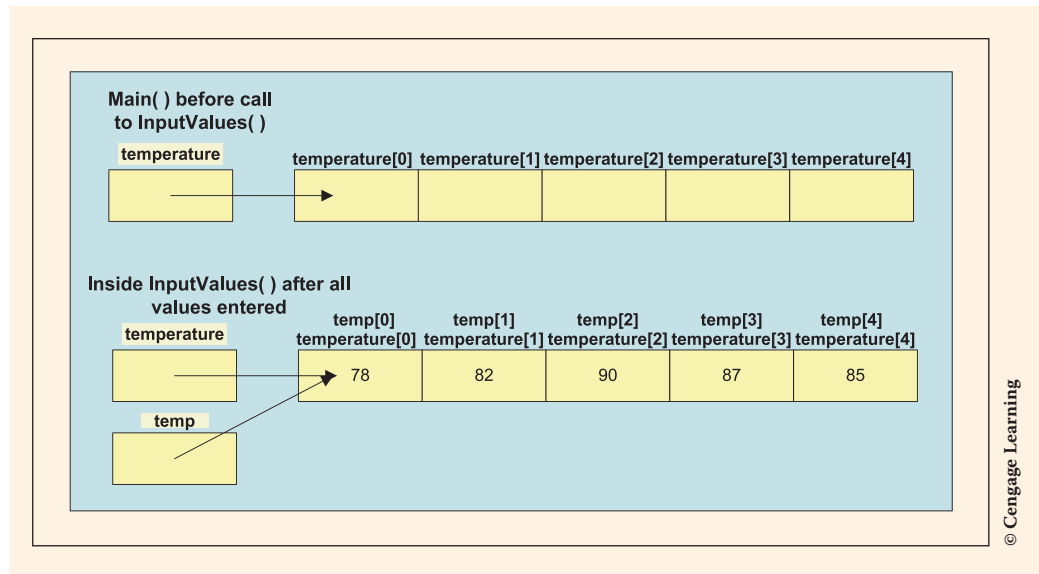 Main( ) before call
to InputValues( )
temperature
temperature[0] temperature[1] temperature[2] temperature[3] temperature[4]
Inside InputValues( ) after all
values entered
temperature
temp[0] temp[1] temp[2] temp[3] temp[4]
temperature[0] temperature[1] temperature[2] temperature[3] temperature[4]
78 82 90 87 85
temp
© Cengage Learning